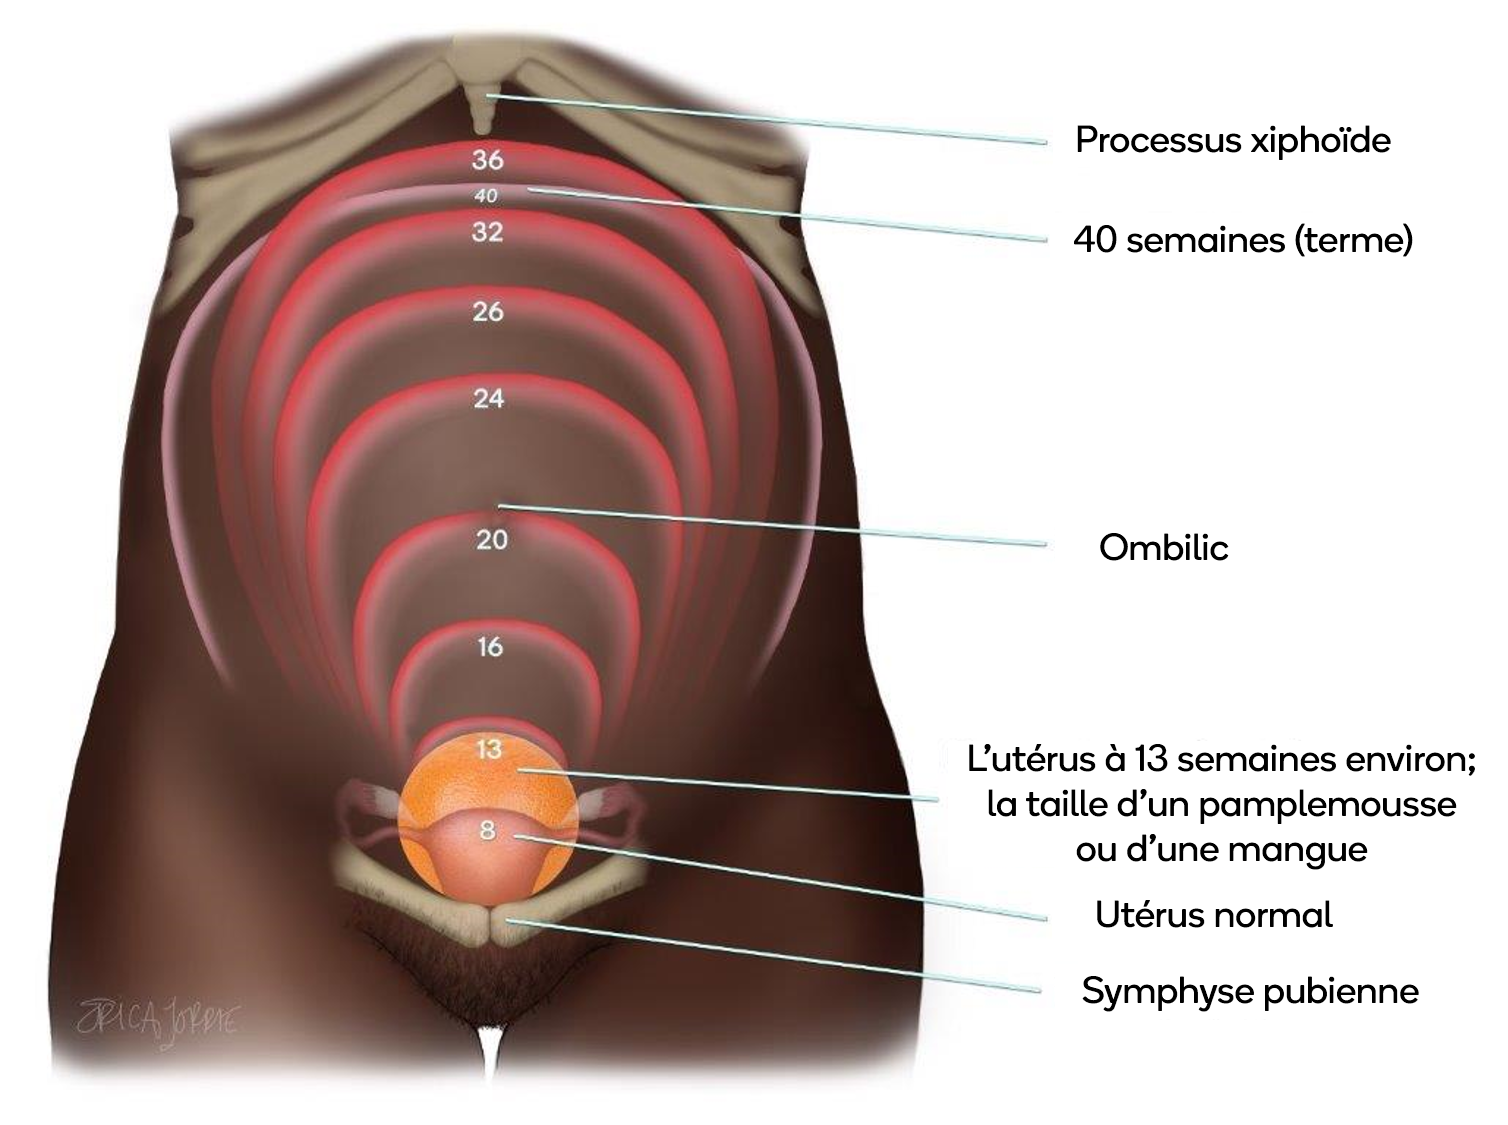 Processus xiphoïde
36
40
40 semaines (terme)
32
26
24
Ombilic
20
16
13
L’utérus à 13 semaines environ;
la taille d’un pamplemousse
ou d’une mangue
8
Utérus normal
Symphyse pubienne